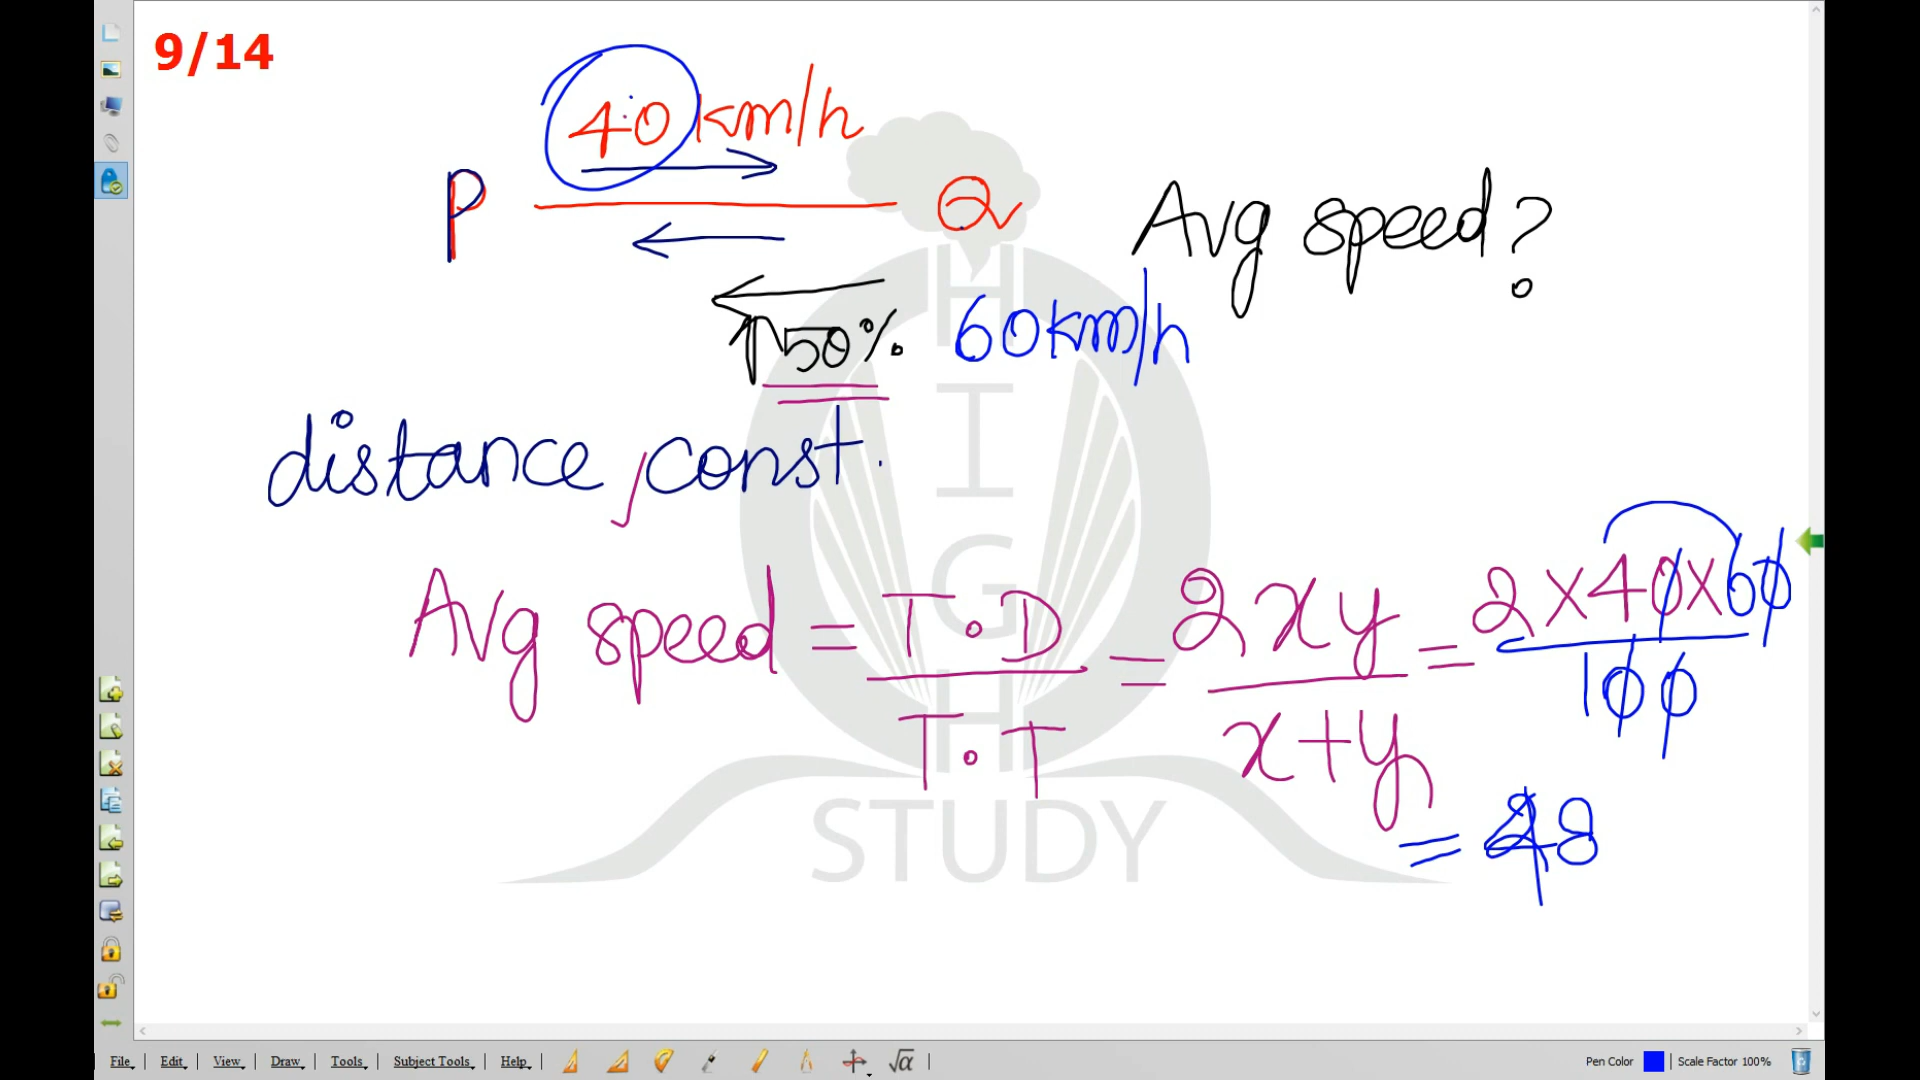 9/14
40 km/h
P Q
Avg speed?
↑50% 60km/h
distance const.
Avg speed = T.D / T.T = 2xy / x+y = 2×40×60 / 100
= 48
HIGH
STUDY
File Edit View Draw Tools Subject Tools Help Pen Color Scale Factor 100%